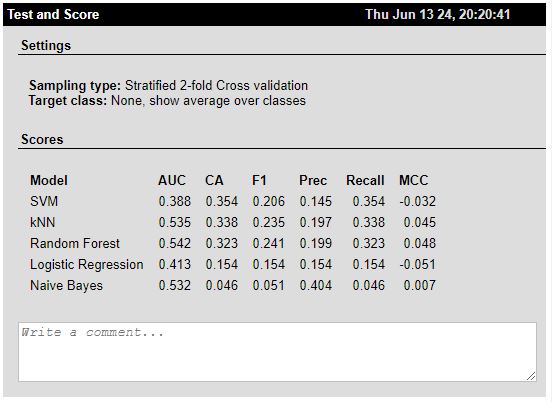 Test and Score Thu Jun 13 24, 20:20:41
Settings
Sampling type: Stratified 2-fold Cross validation
Target class: None, show average over classes
Scores
Model AUC CA F1 Prec Recall MCC
SVM 0.388 0.354 0.206 0.145 0.354 -0.032
kNN 0.535 0.338 0.235 0.197 0.338 0.045
Random Forest 0.542 0.323 0.241 0.199 0.323 0.048
Logistic Regression 0.413 0.154 0.154 0.154 0.154 -0.051
Naive Bayes 0.532 0.046 0.051 0.404 0.046 0.007
Write a comment...